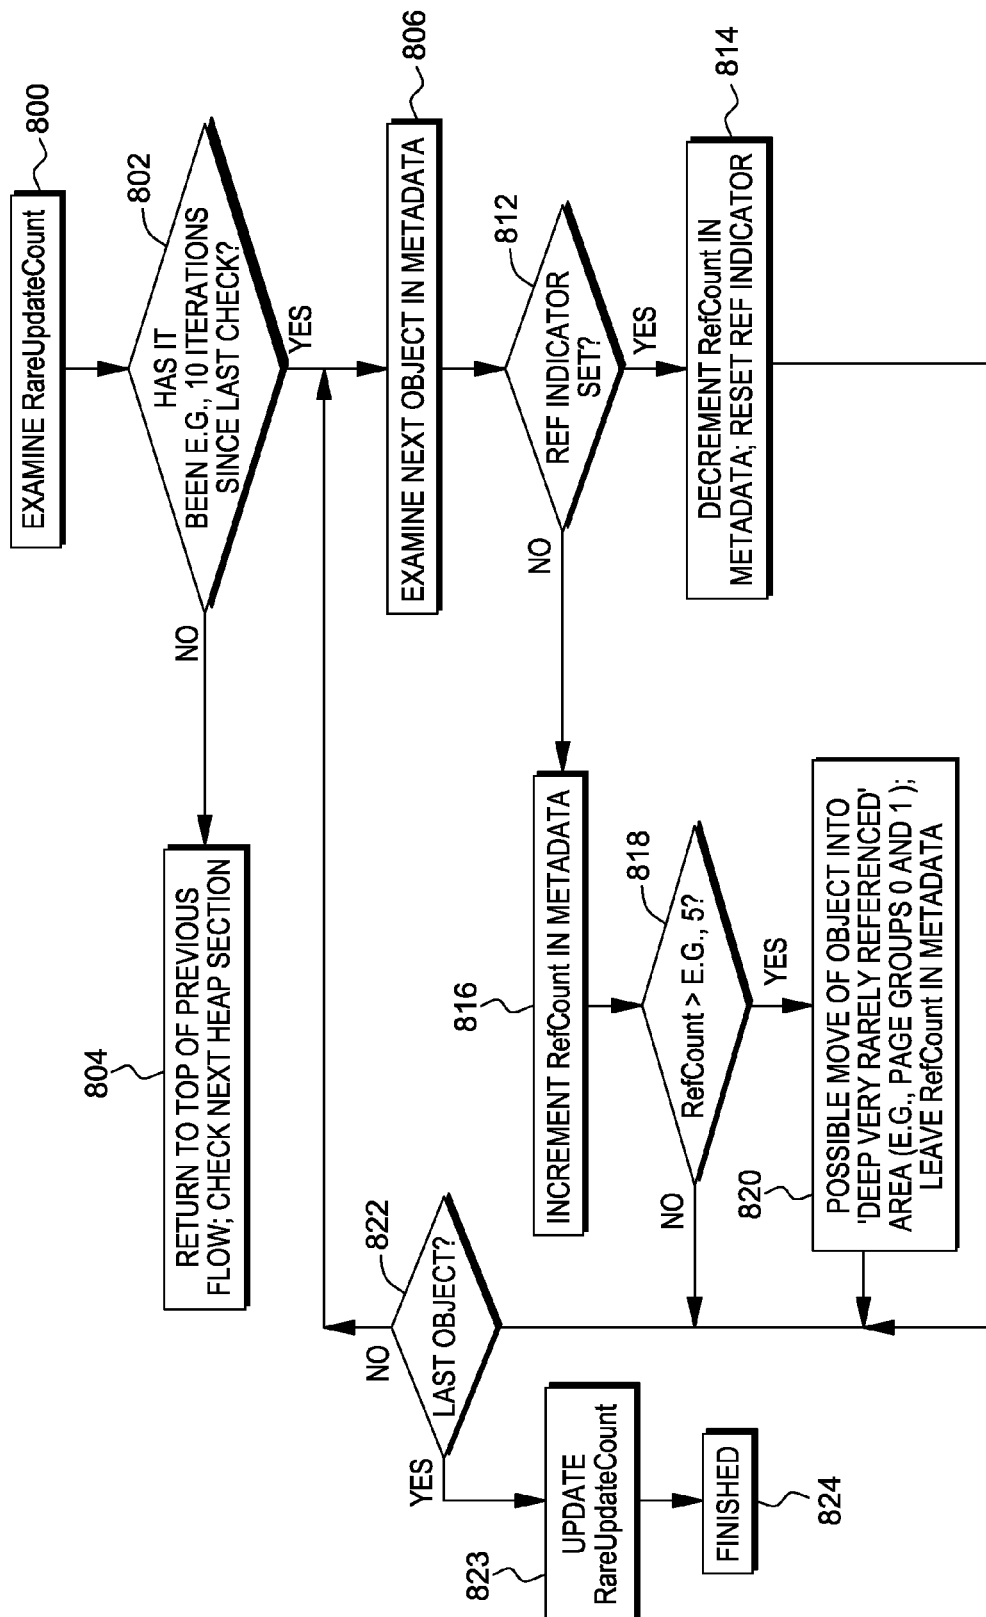 EXAMINE RareUpdateCount
800
HAS IT
BEEN E.G., 10 ITERATIONS
SINCE LAST CHECK?
802
NO
YES
RETURN TO TOP OF PREVIOUS
FLOW; CHECK NEXT HEAP SECTION
804
EXAMINE NEXT OBJECT IN METADATA
806
REF INDICATOR
SET?
812
NO
YES
DECREMENT RefCount IN
METADATA; RESET REF INDICATOR
814
INCREMENT RefCount IN METADATA
816
RefCount > E.G., 5?
818
NO
YES
POSSIBLE MOVE OF OBJECT INTO
'DEEP VERY RARELY REFERENCED'
AREA (E.G., PAGE GROUPS 0 AND 1 );
LEAVE RefCount IN METADATA
820
LAST OBJECT?
822
NO
YES
UPDATE
RareUpdateCount
823
FINISHED
824